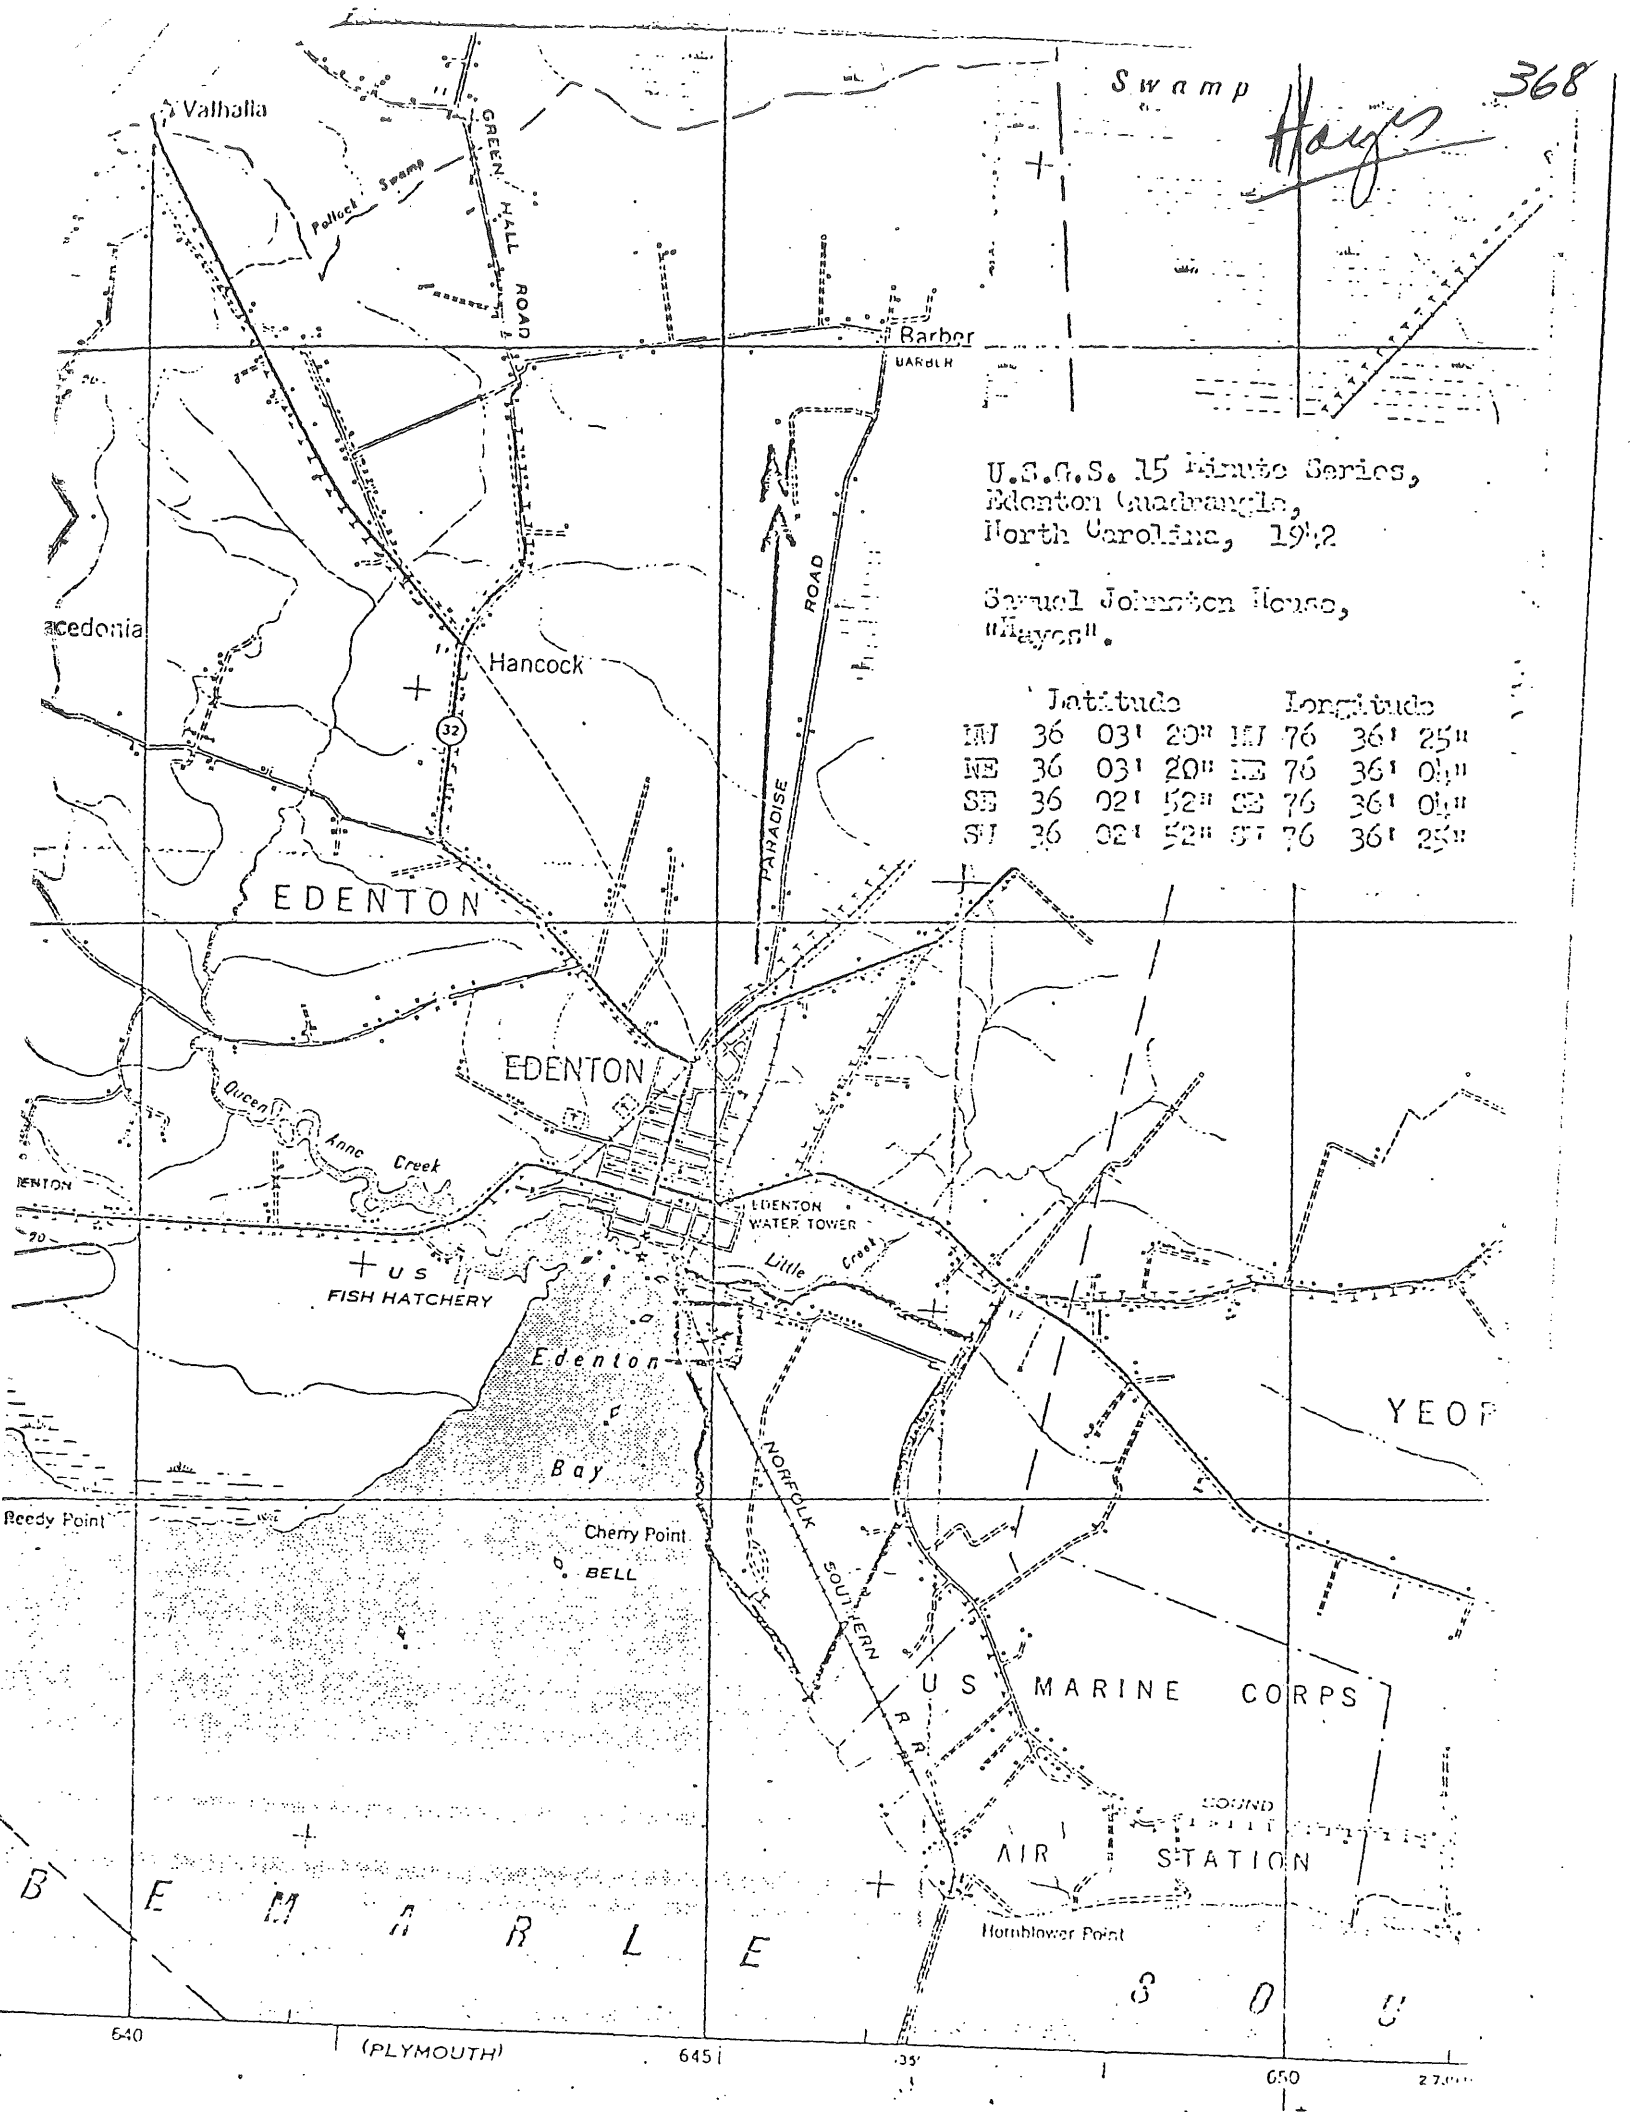 Swamp
368
Hayes
Valhalla
GREEN HALL ROAD
Pollock Swamp
Barber
BARBER
U.S.G.S. 15 Minute Series,
Edenton Quadrangle,
North Carolina, 1942
Samuel Johnston House,
"Hayes".
Latitude Longitude
NW 36 03' 20" NW 76 36' 25"
NE 36 03' 20" NE 76 36' 04"
SE 36 02' 52" SE 76 36' 04"
SW 36 02' 52" SW 76 36' 25"
acedonia
Hancock
32
PARADISE ROAD
EDENTON
EDENTON
Queen Anne Creek
DENTON
20
EDENTON
WATER TOWER
Little Creek
US
FISH HATCHERY
Edenton
Bay
YEOP
NORFOLK SOUTHERN R R
Reedy Point
Cherry Point
BELL
US MARINE CORPS
SOUND
AIR STATION
Hornblower Point
BEMARLE
SOU
640
(PLYMOUTH)
645
35'
650